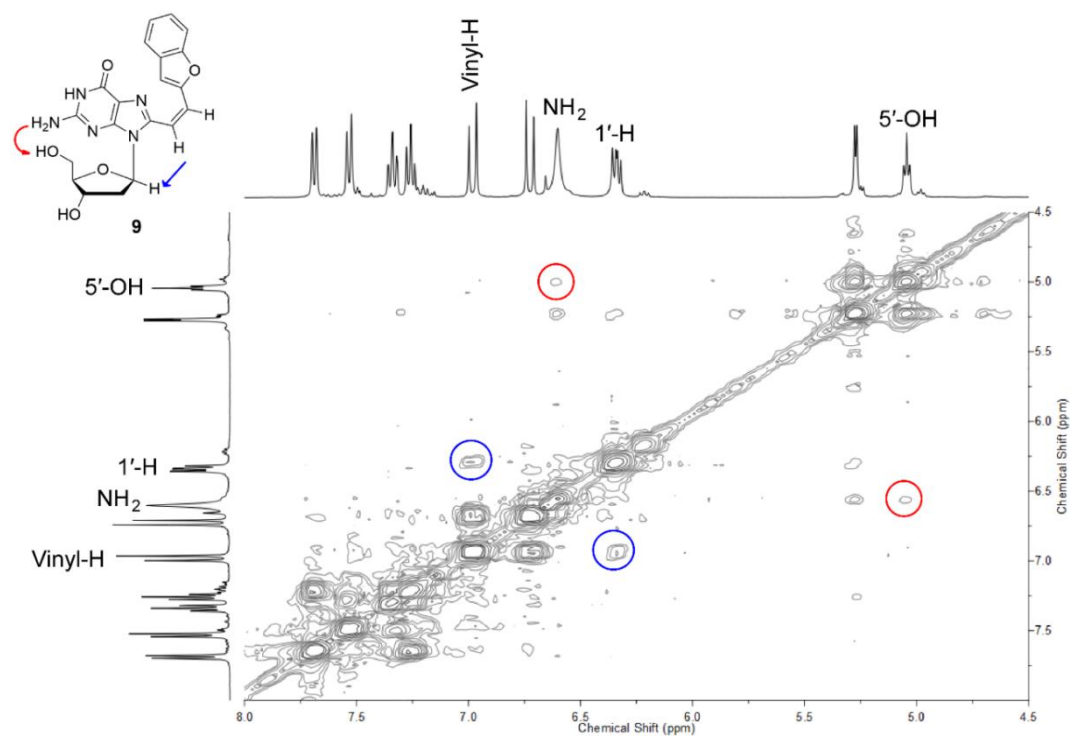 O
O
N
HN
H
H₂N
N
N
H
HO
O
H
HO
9
Vinyl-H
NH₂
1′-H
5′-OH
5′-OH
1′-H
NH₂
Vinyl-H
4.5
5.0
5.5
6.0
6.5
7.0
7.5
Chemical Shift (ppm)
8.0 7.5 7.0 6.5 6.0 5.5 5.0 4.5
Chemical Shift (ppm)